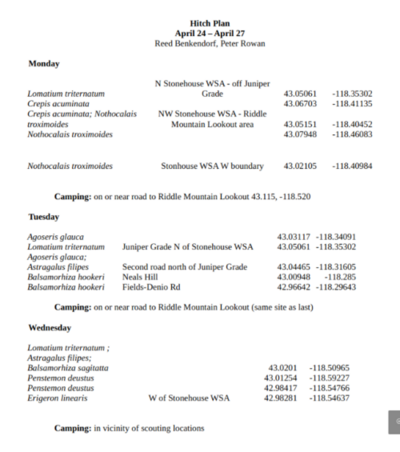 Hitch Plan
April 24 – April 27
Reed Benkendorf, Peter Rowan
Monday
N Stonehouse WSA - off Juniper
Lomatium triternatum Grade 43.05061 -118.35302
Crepis acuminata 43.06703 -118.41135
Crepis acuminata; Nothocalais NW Stonehouse WSA - Riddle
troximoides Mountain Lookout area 43.05151 -118.40452
Nothocalais troximoides 43.07948 -118.46083
Nothocalais troximoides Stonhouse WSA W boundary 43.02105 -118.40984
Camping: on or near road to Riddle Mountain Lookout 43.115, -118.520
Tuesday
Agoseris glauca 43.03117 -118.34091
Lomatium triternatum Juniper Grade N of Stonehouse WSA 43.05061 -118.35302
Agoseris glauca;
Astragalus filipes Second road north of Juniper Grade 43.04465 -118.31605
Balsamorhiza hookeri Neals Hill 43.00948 -118.285
Balsamorhiza hookeri Fields-Denio Rd 42.96642 -118.29643
Camping: on or near road to Riddle Mountain Lookout (same site as last)
Wednesday
Lomatium triternatum ;
Astragalus filipes;
Balsamorhiza sagittata 43.0201 -118.50965
Penstemon deustus 43.01254 -118.59227
Penstemon deustus 42.98417 -118.54766
Erigeron linearis W of Stonehouse WSA 42.98281 -118.54637
Camping: in vicinity of scouting locations